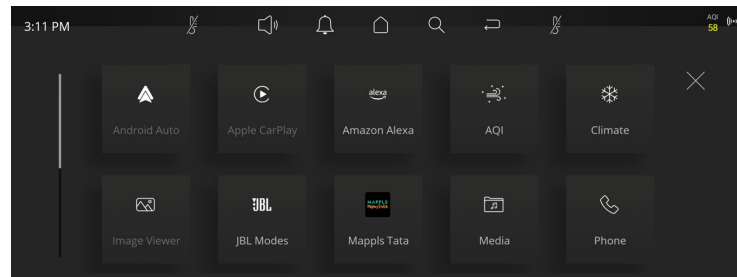 3:11 PM
AQI
58
alexa
Android Auto
Apple CarPlay
Amazon Alexa
AQI
Climate
JBL
MAPPLS
Image Viewer
JBL Modes
Mappls Tata
Media
Phone